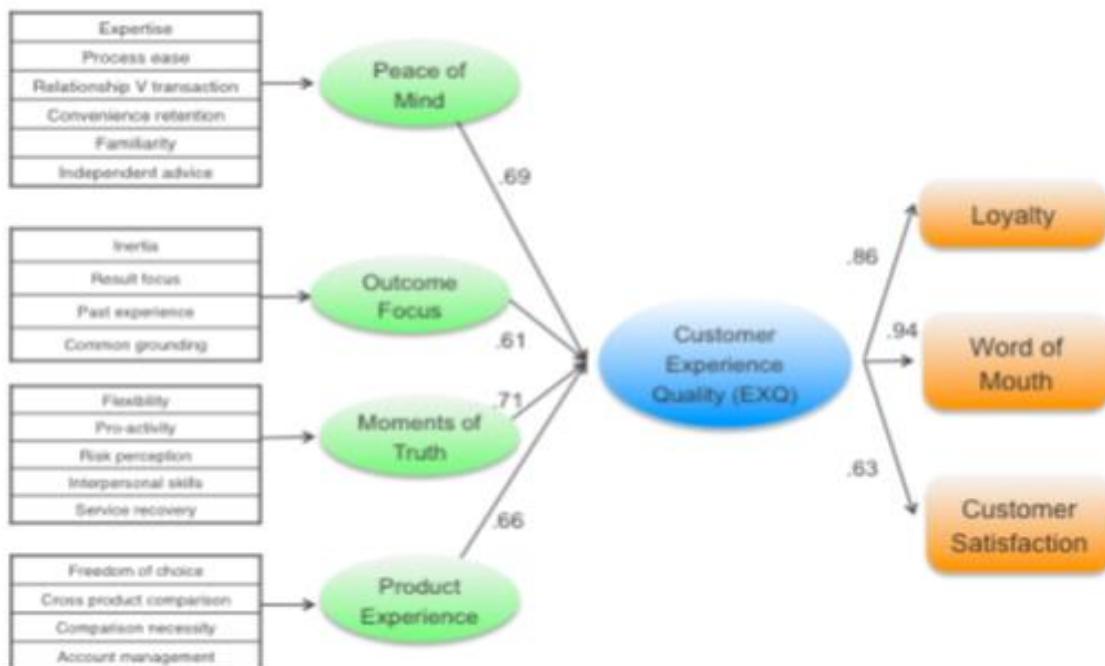 Expertise
Process ease
Relationship V transaction
Convenience retention
Familiarity
Independent advice
Peace of
Mind
.69
Inertia
Result focus
Past experience
Common grounding
Outcome
Focus
.61
Flexibility
Pro-activity
Risk perception
Interpersonal skills
Service recovery
Moments of
Truth
.71
Freedom of choice
Cross product comparison
Comparison necessity
Account management
Product
Experience
.66
Customer
Experience
Quality (EXQ)
.86
.94
.63
Loyalty
Word of
Mouth
Customer
Satisfaction